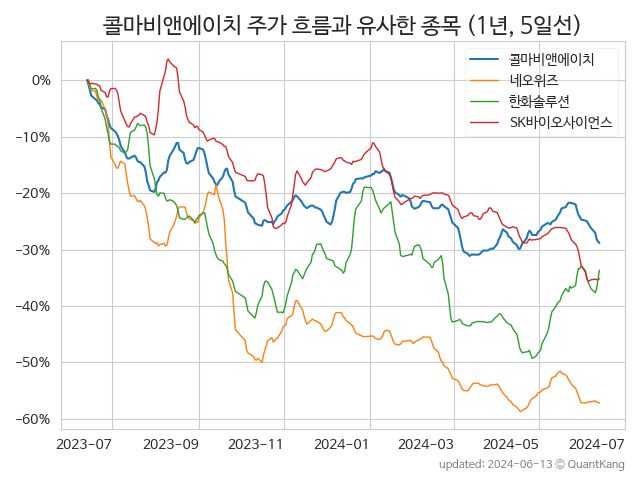 콜마비앤에이치 주가 흐름과 유사한 종목 (1년, 5일선)
콜마비앤에이치
네오위즈
한화솔루션
SK바이오사이언스
0%
−10%
−20%
−30%
−40%
−50%
−60%
2023-07 2023-09 2023-11 2024-01 2024-03 2024-05 2024-07
updated: 2024-06-13 © QuantKang